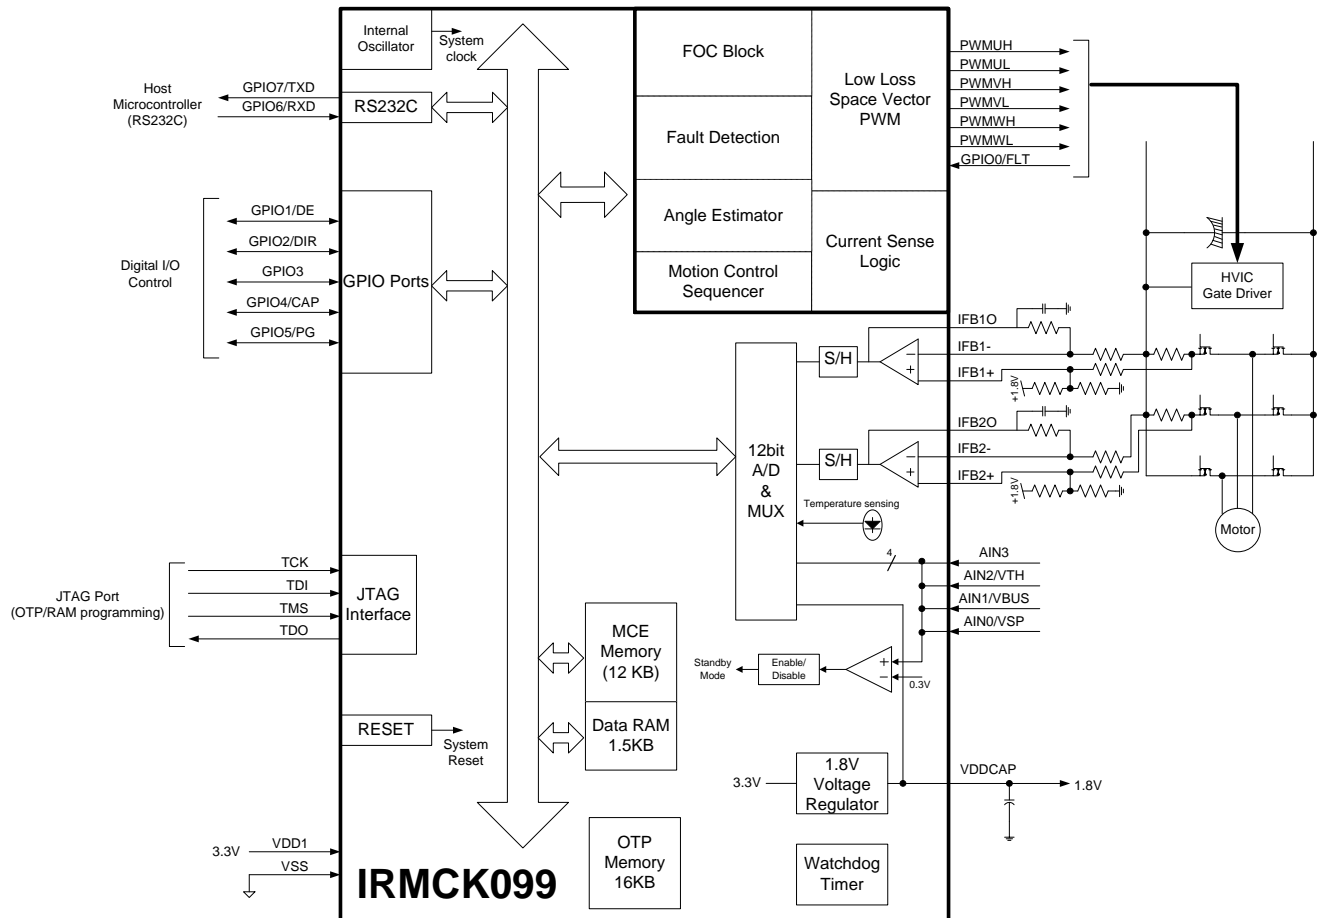 Internal
Oscillator
System
clock
Host
Microcontroller
(RS232C)
GPIO7/TXD
GPIO6/RXD
RS232C
Digital I/O
Control
GPIO1/DE
GPIO2/DIR
GPIO3
GPIO4/CAP
GPIO5/PG
GPIO Ports
FOC Block
Fault Detection
Angle Estimator
Motion Control
Sequencer
Low Loss
Space Vector
PWM
Current Sense
Logic
PWMUH
PWMUL
PWMVH
PWMVL
PWMWH
PWMWL
GPIO0/FLT
HVIC
Gate Driver
IFB1O
IFB1-
IFB1+
+1.8V
S/H
IFB2O
IFB2-
IFB2+
+1.8V
S/H
12bit
A/D
&
MUX
Temperature sensing
Motor
4
AIN3
AIN2/VTH
AIN1/VBUS
AIN0/VSP
JTAG Port
(OTP/RAM programming)
TCK
TDI
TMS
TDO
JTAG
Interface
MCE
Memory
(12 KB)
Data RAM
1.5KB
Standby
Mode
Enable/
Disable
+
−
0.3V
RESET
System
Reset
3.3V
1.8V
Voltage
Regulator
VDDCAP
1.8V
3.3V
VDD1
VSS
IRMCK099
OTP
Memory
16KB
Watchdog
Timer